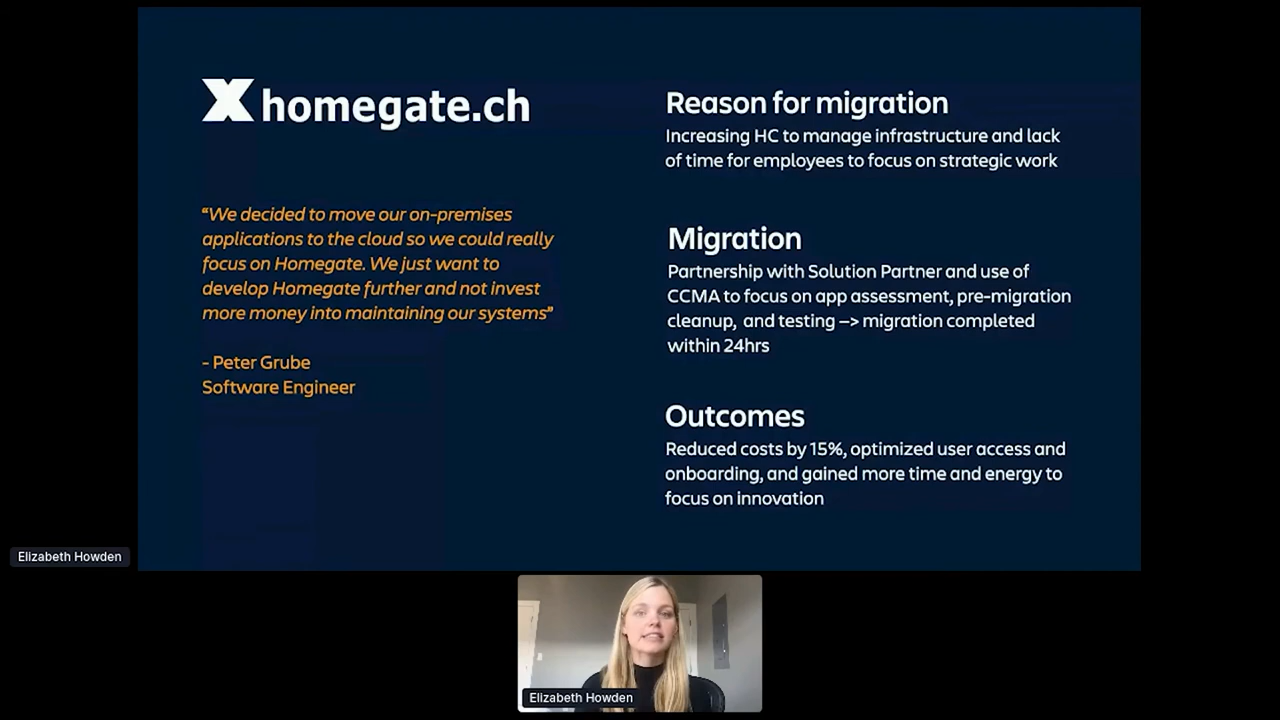 homegate.ch
"We decided to move our on-premises
applications to the cloud so we could really
focus on Homegate. We just want to
develop Homegate further and not invest
more money into maintaining our systems"
- Peter Grube
Software Engineer
Reason for migration
Increasing HC to manage infrastructure and lack
of time for employees to focus on strategic work
Migration
Partnership with Solution Partner and use of
CCMA to focus on app assessment, pre-migration
cleanup, and testing —> migration completed
within 24hrs
Outcomes
Reduced costs by 15%, optimized user access and
onboarding, and gained more time and energy to
focus on innovation
Elizabeth Howden
Elizabeth Howden